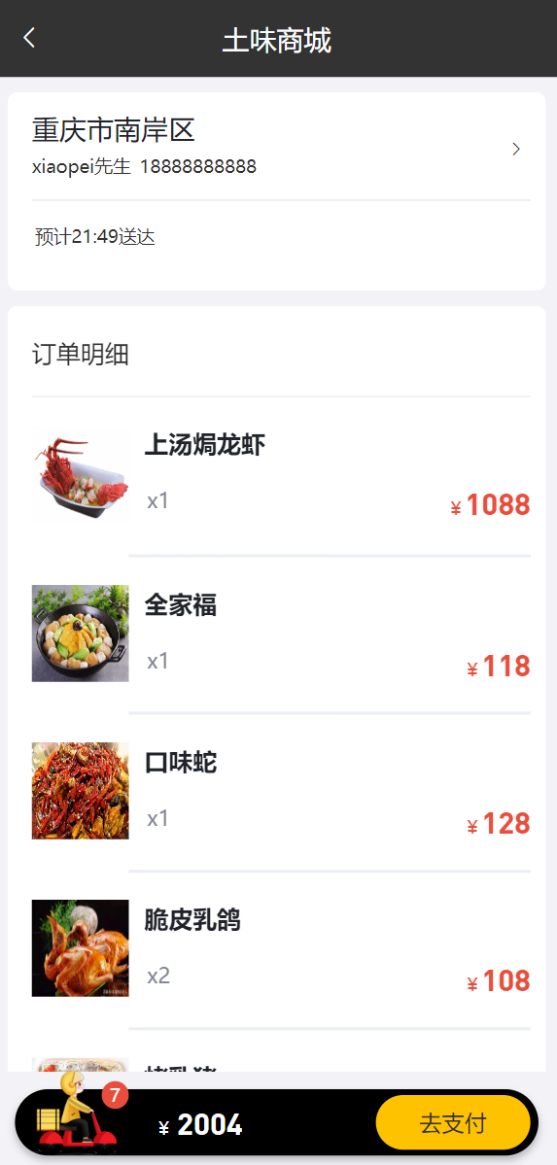 土味商城
重庆市南岸区
xiaopei先生 18888888888
预计21:49送达
订单明细
上汤焗龙虾
x1
¥1088
全家福
x1
¥118
口味蛇
x1
¥128
脆皮乳鸽
x2
¥108
7
¥ 2004
去支付